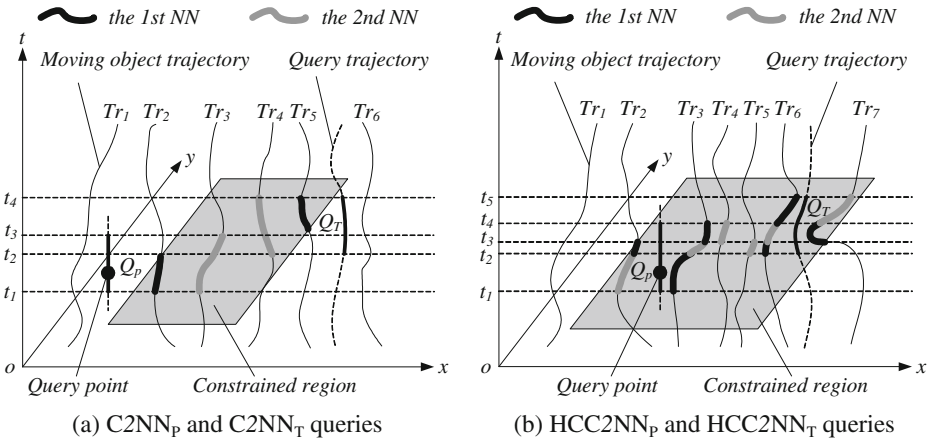 the 1st NN the 2nd NN
t
Moving object trajectory Query trajectory
Tr1 Tr2 Tr3 Tr4 Tr5 Tr6
y
t4
QT
t3
t2
Qp
t1
o x
Query point Constrained region
(a) C2NNP and C2NNT queries
the 1st NN the 2nd NN
t
Moving object trajectory Query trajectory
Tr1 Tr2 Tr3 Tr4 Tr5 Tr6 Tr7
y
t5
QT
t4
t3
t2
Qp
t1
o x
Query point Constrained region
(b) HCC2NNP and HCC2NNT queries